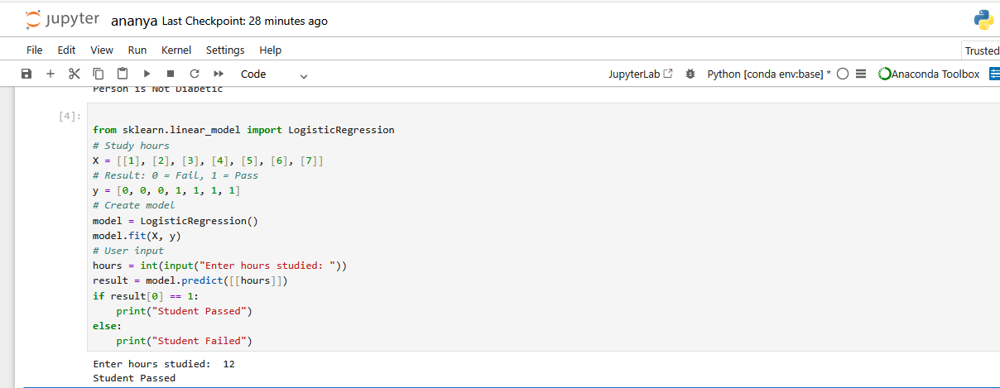 jupyter ananya Last Checkpoint: 28 minutes ago
File Edit View Run Kernel Settings Help
Trusted
Code
JupyterLab
Python [conda env:base] *
Anaconda Toolbox
Person is Not Diabetic
[4]:
from sklearn.linear_model import LogisticRegression
# Study hours
X = [[1], [2], [3], [4], [5], [6], [7]]
# Result: 0 = Fail, 1 = Pass
y = [0, 0, 0, 1, 1, 1, 1]
# Create model
model = LogisticRegression()
model.fit(X, y)
# User input
hours = int(input("Enter hours studied: "))
result = model.predict([[hours]])
if result[0] == 1:
    print("Student Passed")
else:
    print("Student Failed")
Enter hours studied:  12
Student Passed